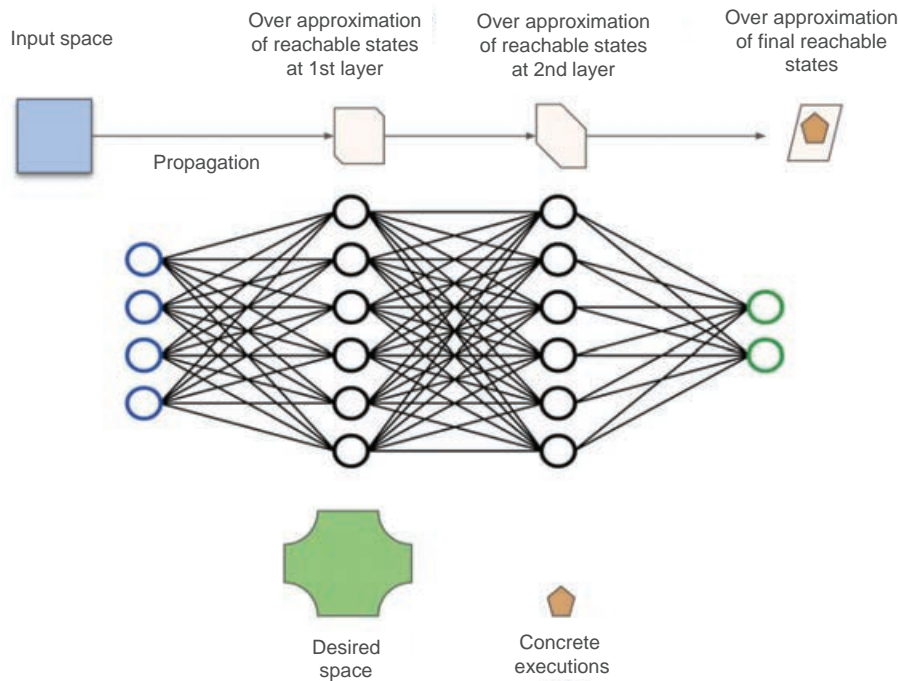 Input space
Over approximation
of reachable states
at 1st layer
Over approximation
of reachable states
at 2nd layer
Over approximation
of final reachable
states
Propagation
Desired
space
Concrete
executions